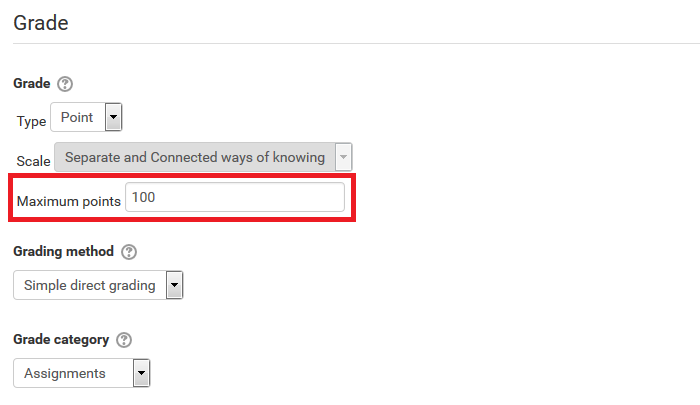 Grade
Grade ?
Type Point
Scale Separate and Connected ways of knowing
Maximum points 100
Grading method ?
Simple direct grading
Grade category ?
Assignments